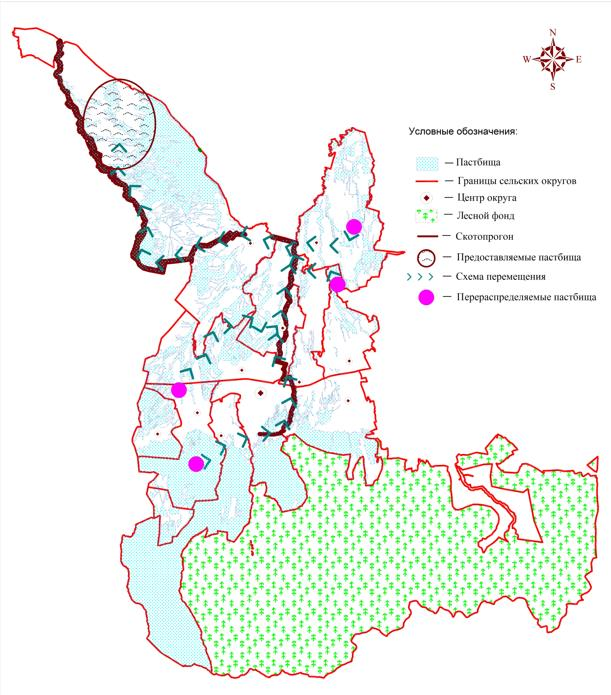 N
W E
S
Условные обозначения:
— Пастбища
— Границы сельских округов
— Центр округа
— Лесной фонд
— Скотопрогон
— Предоставляемые пастбища
— Схема перемещения
— Перераспределяемые пастбища